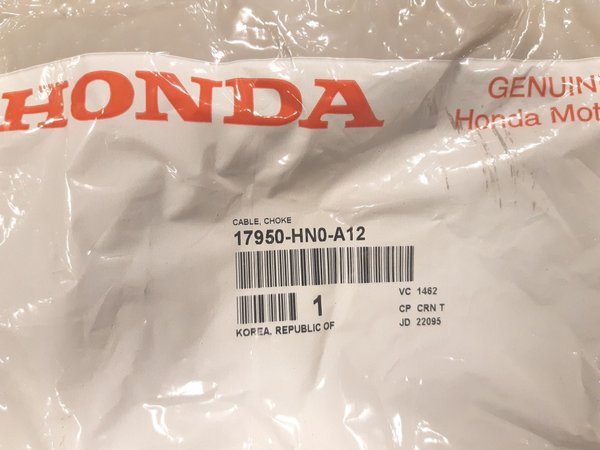 HONDA
GENUIN
Honda Mot
CABLE, CHOKE
17950-HN0-A12
1
VC 1462
CP CRN T
JD 22095
KOREA, REPUBLIC OF